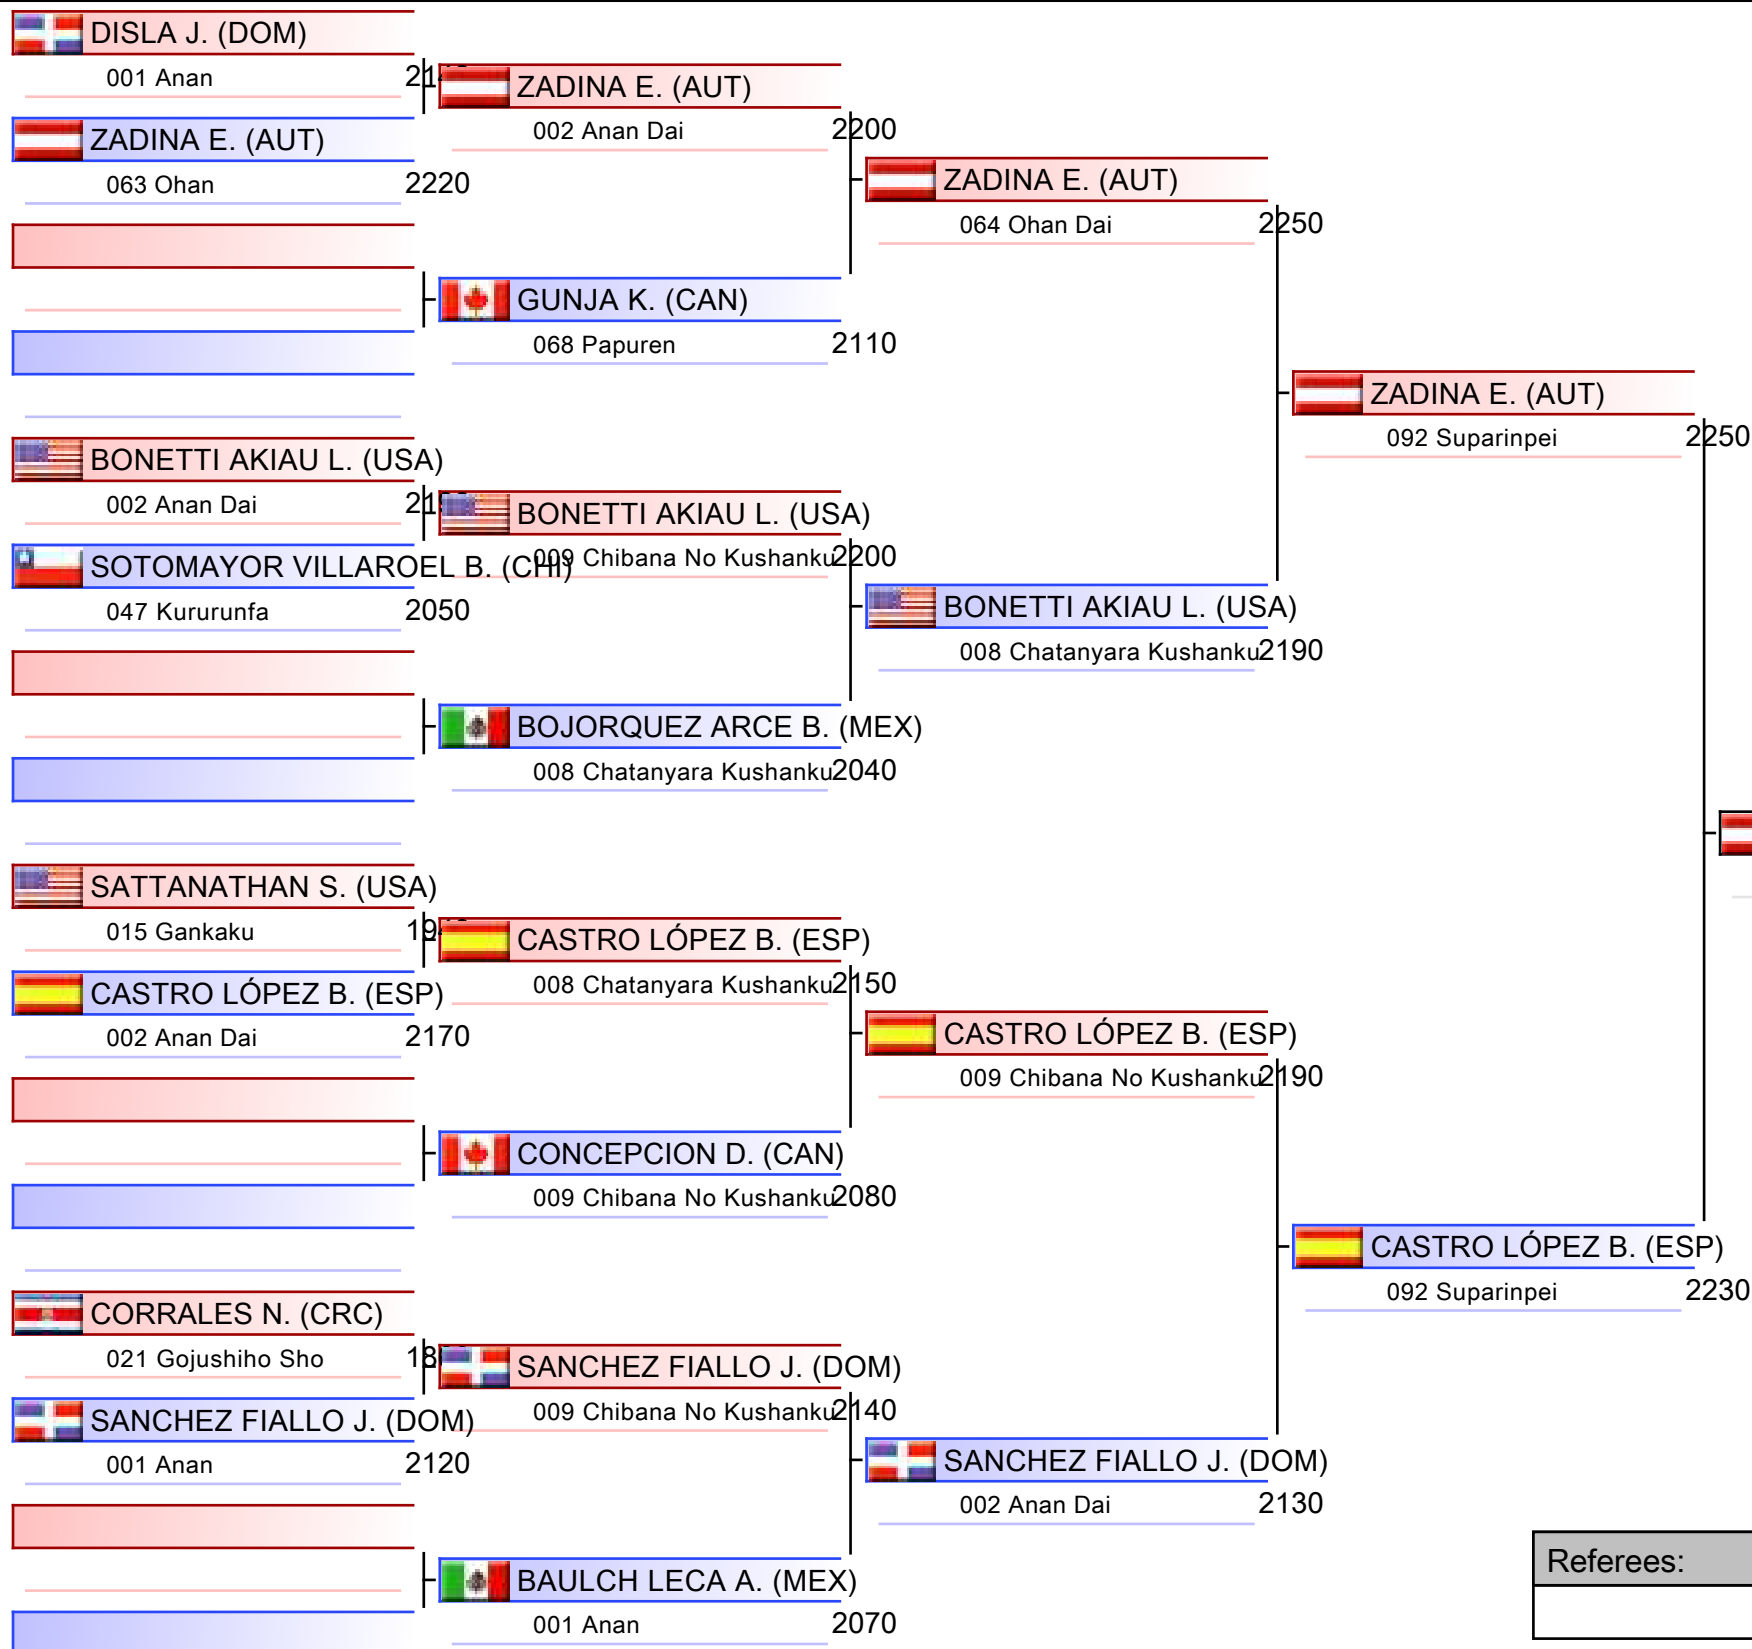 DISLA J. (DOM)
001 Anan
ZADINA E. (AUT)
063 Ohan 2220
BONETTI AKIAU L. (USA)
002 Anan Dai
SOTOMAYOR VILLAROEL B. (CHI)
047 Kururunfa 2050
SATTANATHAN S. (USA)
015 Gankaku
CASTRO LÓPEZ B. (ESP)
002 Anan Dai 2170
CORRALES N. (CRC)
021 Gojushiho Sho
SANCHEZ FIALLO J. (DOM)
001 Anan 2120
ZADINA E. (AUT)
002 Anan Dai 2200
GUNJA K. (CAN)
068 Papuren 2110
BONETTI AKIAU L. (USA)
009 Chibana No Kushanku 2200
BOJORQUEZ ARCE B. (MEX)
008 Chatanyara Kushanku 2040
CASTRO LÓPEZ B. (ESP)
008 Chatanyara Kushanku 2150
CONCEPCION D. (CAN)
009 Chibana No Kushanku 2080
SANCHEZ FIALLO J. (DOM)
009 Chibana No Kushanku 2140
BAULCH LECA A. (MEX)
001 Anan 2070
ZADINA E. (AUT)
064 Ohan Dai 2250
BONETTI AKIAU L. (USA)
008 Chatanyara Kushanku 2190
CASTRO LÓPEZ B. (ESP)
009 Chibana No Kushanku 2190
SANCHEZ FIALLO J. (DOM)
002 Anan Dai 2130
ZADINA E. (AUT)
092 Suparinpei 2250
CASTRO LÓPEZ B. (ESP)
092 Suparinpei 2230
Referees: